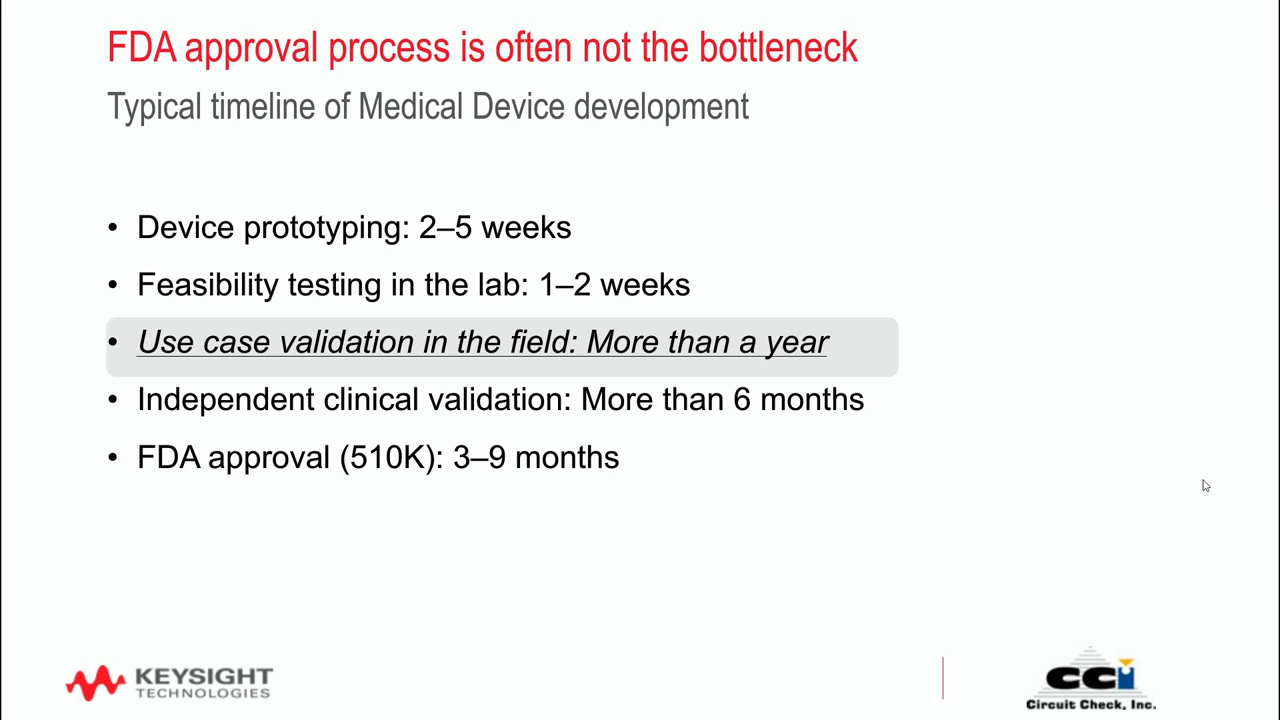 FDA approval process is often not the bottleneck
Typical timeline of Medical Device development
• Device prototyping: 2–5 weeks
• Feasibility testing in the lab: 1–2 weeks
• Use case validation in the field: More than a year
• Independent clinical validation: More than 6 months
• FDA approval (510K): 3–9 months
KEYSIGHT
TECHNOLOGIES
CCI
Circuit Check, Inc.